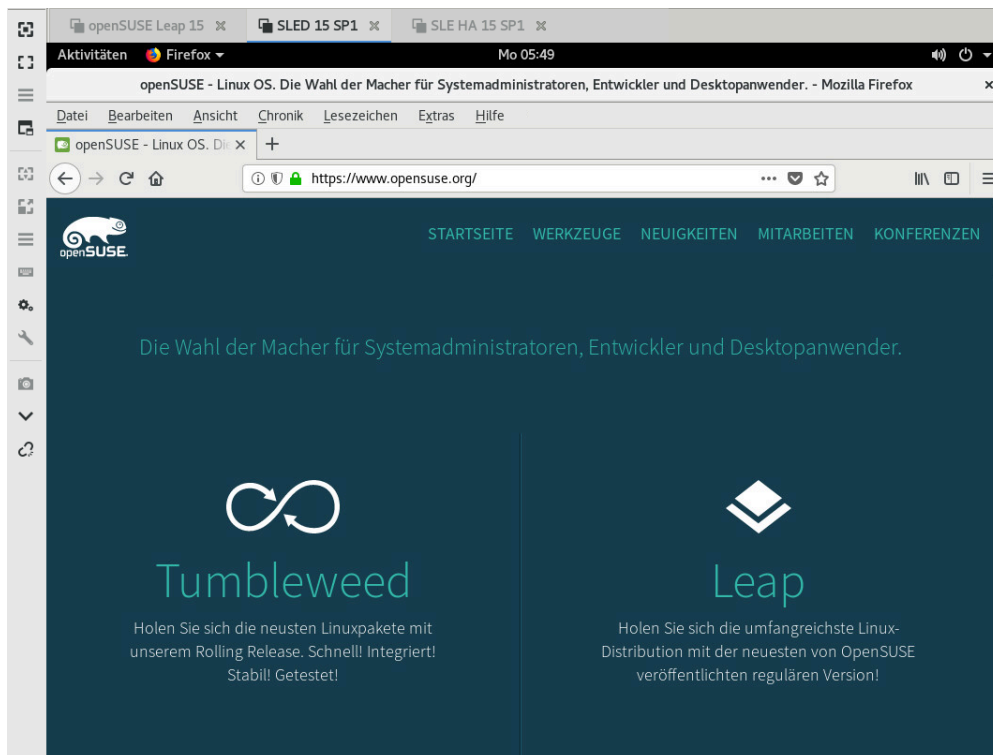 openSUSE Leap 15
SLED 15 SP1
SLE HA 15 SP1
Aktivitäten Firefox Mo 05:49
openSUSE - Linux OS. Die Wahl der Macher für Systemadministratoren, Entwickler und Desktopanwender. - Mozilla Firefox
Datei Bearbeiten Ansicht Chronik Lesezeichen Extras Hilfe
openSUSE - Linux OS. Die
https://www.opensuse.org/
openSUSE.
STARTSEITE WERKZEUGE NEUIGKEITEN MITARBEITEN KONFERENZEN
Die Wahl der Macher für Systemadministratoren, Entwickler und Desktopanwender.
Tumbleweed
Holen Sie sich die neusten Linuxpakete mit
unserem Rolling Release. Schnell! Integriert!
Stabil! Getestet!
Leap
Holen Sie sich die umfangreichste Linux-
Distribution mit der neuesten von OpenSUSE
veröffentlichten regulären Version!